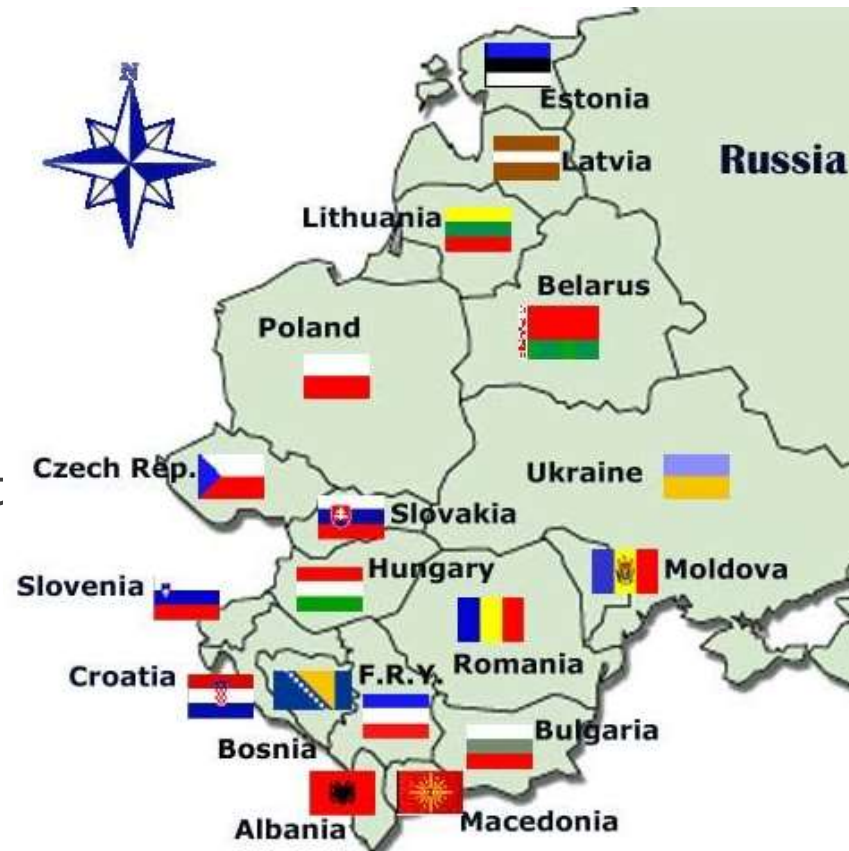 N
Estonia
Latvia
Russia
Lithuania
Belarus
Poland
Czech Rep.
Ukraine
Slovakia
Hungary
Moldova
Slovenia
Romania
F.R.Y.
Croatia
Bulgaria
Bosnia
Macedonia
Albania